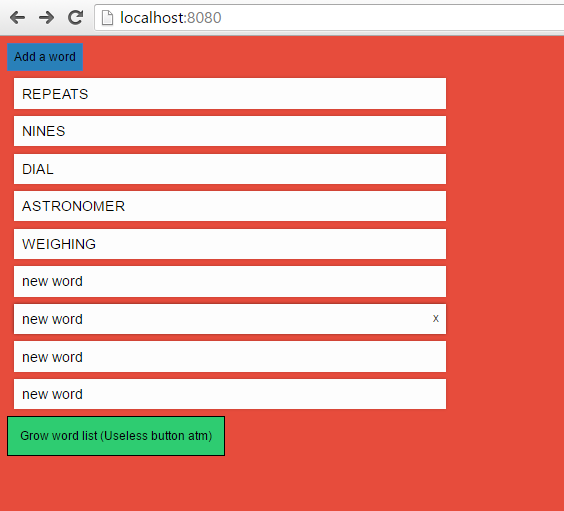 localhost:8080
Add a word
REPEATS
NINES
DIAL
ASTRONOMER
WEIGHING
new word
new word x
new word
new word
Grow word list (Useless button atm)